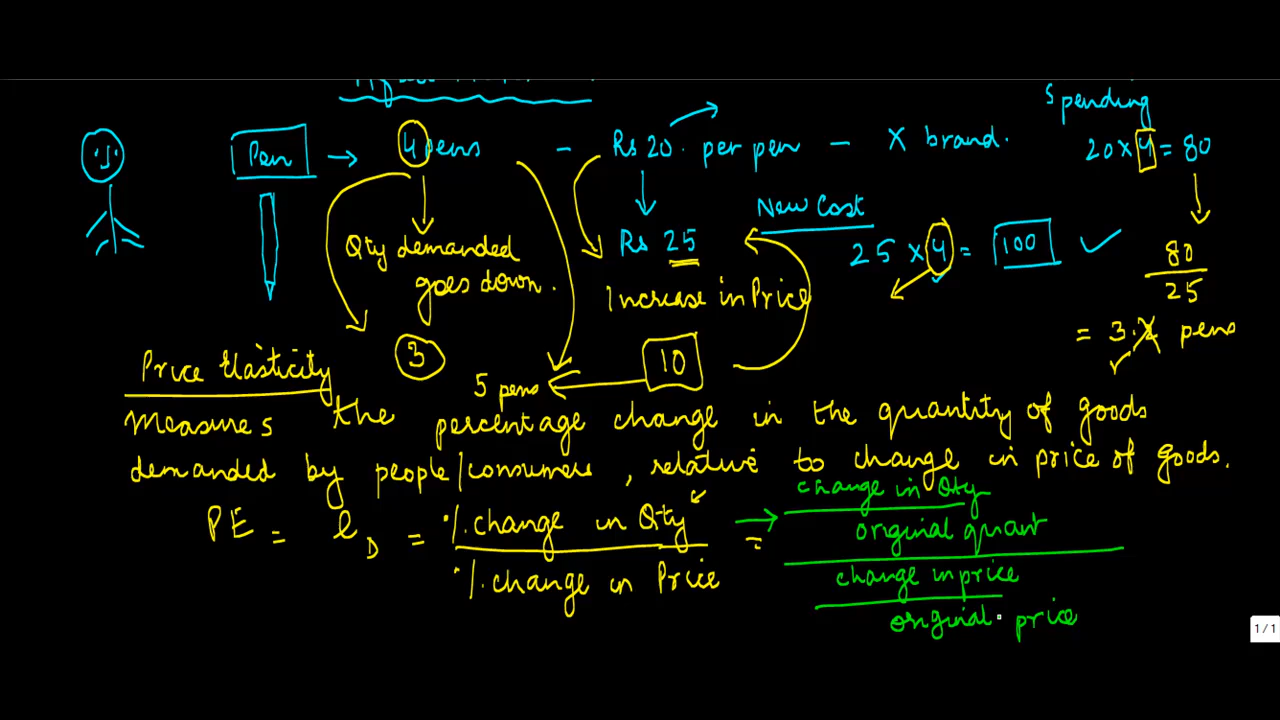 Spending
Pen → 4 pens - Rs 20. per pen - X brand. 20 × 4 = 80
New Cost
Qty demanded goes down.
Rs 25
25 × 4 = 100 ✓
80
25
Increase in Price
= 3.2 pens
3
10
5 pens
Price Elasticity
Measures the percentage change in the quantity of goods
demanded by people/consumers, relative to change in price of goods.
PE = e_D = % change in Qty
% change in Price
→ change in Qty
= original quant
change in price
original price
1/1